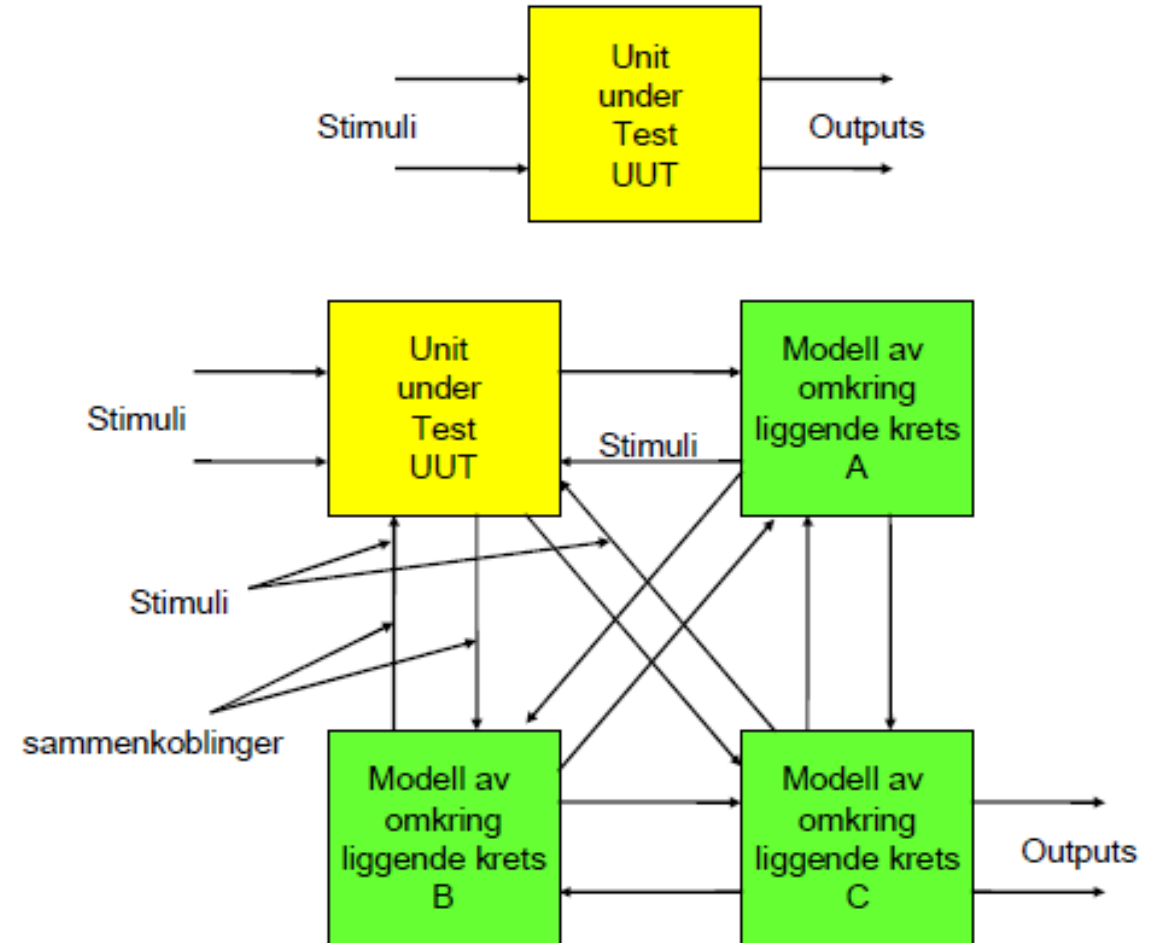 Unit
under
Test
UUT
Stimuli
Outputs
Unit
under
Test
UUT
Stimuli
Stimuli
Modell av
omkring
liggende krets
A
Stimuli
sammenkoblinger
Modell av
omkring
liggende krets
B
Modell av
omkring
liggende krets
C
Outputs